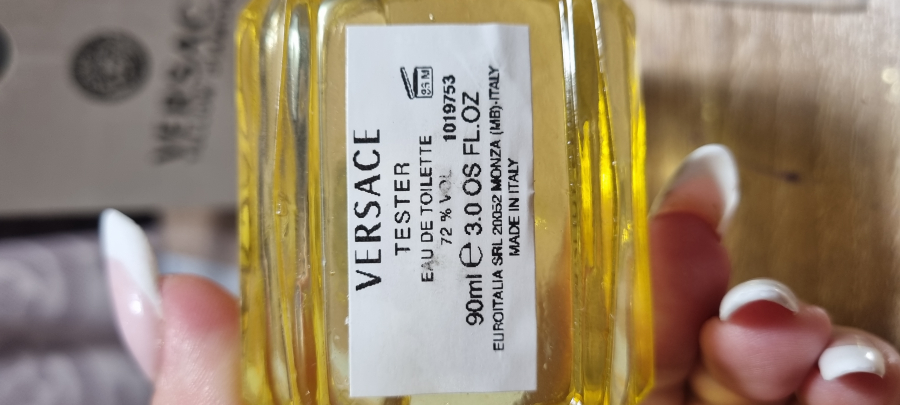 VERSACE
TESTER
EAU DE TOILETTE
72 % VOL 1019753
90ml e 3.0 OS FL.OZ
EUROITALIA SRL 20052 MONZA (MB)-ITALY
MADE IN ITALY
VERSACE